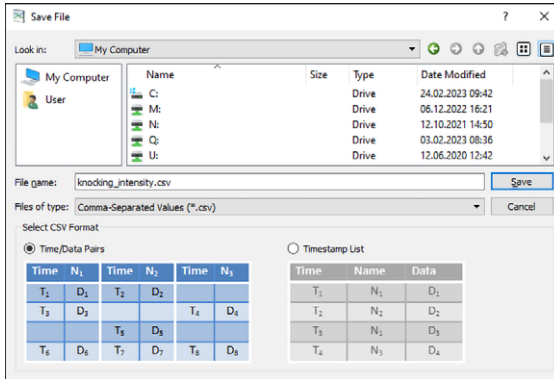 Save File
?
Look in:
My Computer
Name Size Type Date Modified
My Computer
User
C: Drive 24.02.2023 09:42
M: Drive 06.12.2022 16:21
N: Drive 12.10.2021 14:50
Q: Drive 03.02.2023 08:36
U: Drive 12.06.2020 12:42
File name: knocking_intensity.csv Save
Files of type: Comma-Separated Values (*.csv) Cancel
Select CSV Format
Time/Data Pairs
Time N₁ Time N₂ Time N₃
T₁ D₁ T₂ D₂
T₃ D₃ T₄ D₄
T₅ D₅
T₆ D₆ T₇ D₇ T₈ D₈
Timestamp List
Time Name Data
T₁ N₁ D₁
T₂ N₂ D₂
T₃ N₁ D₃
T₄ N₃ D₄